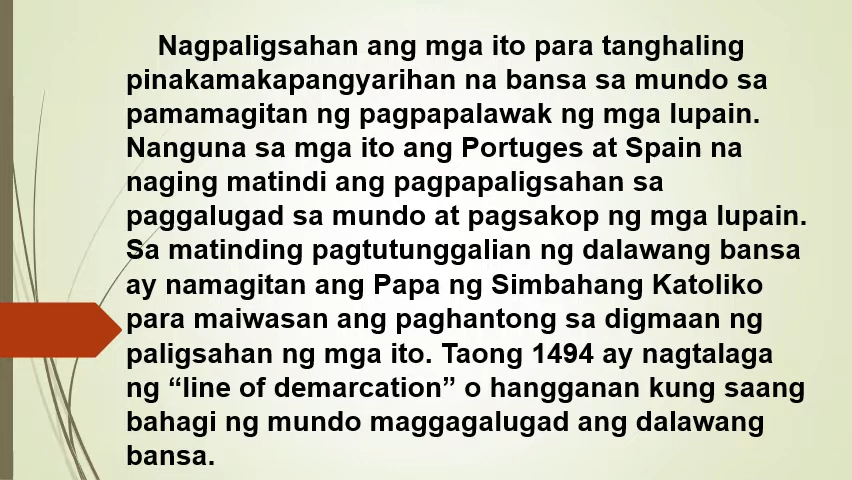 Nagpaligsahan ang mga ito para tanghaling
pinakamakapangyarihan na bansa sa mundo sa
pamamagitan ng pagpapalawak ng mga lupain.
Nanguna sa mga ito ang Portuges at Spain na
naging matindi ang pagpapaligsahan sa
paggalugad sa mundo at pagsakop ng mga lupain.
Sa matinding pagtutunggalian ng dalawang bansa
ay namagitan ang Papa ng Simbahang Katoliko
para maiwasan ang paghantong sa digmaan ng
paligsahan ng mga ito. Taong 1494 ay nagtalaga
ng “line of demarcation” o hangganan kung saang
bahagi ng mundo maggagalugad ang dalawang
bansa.